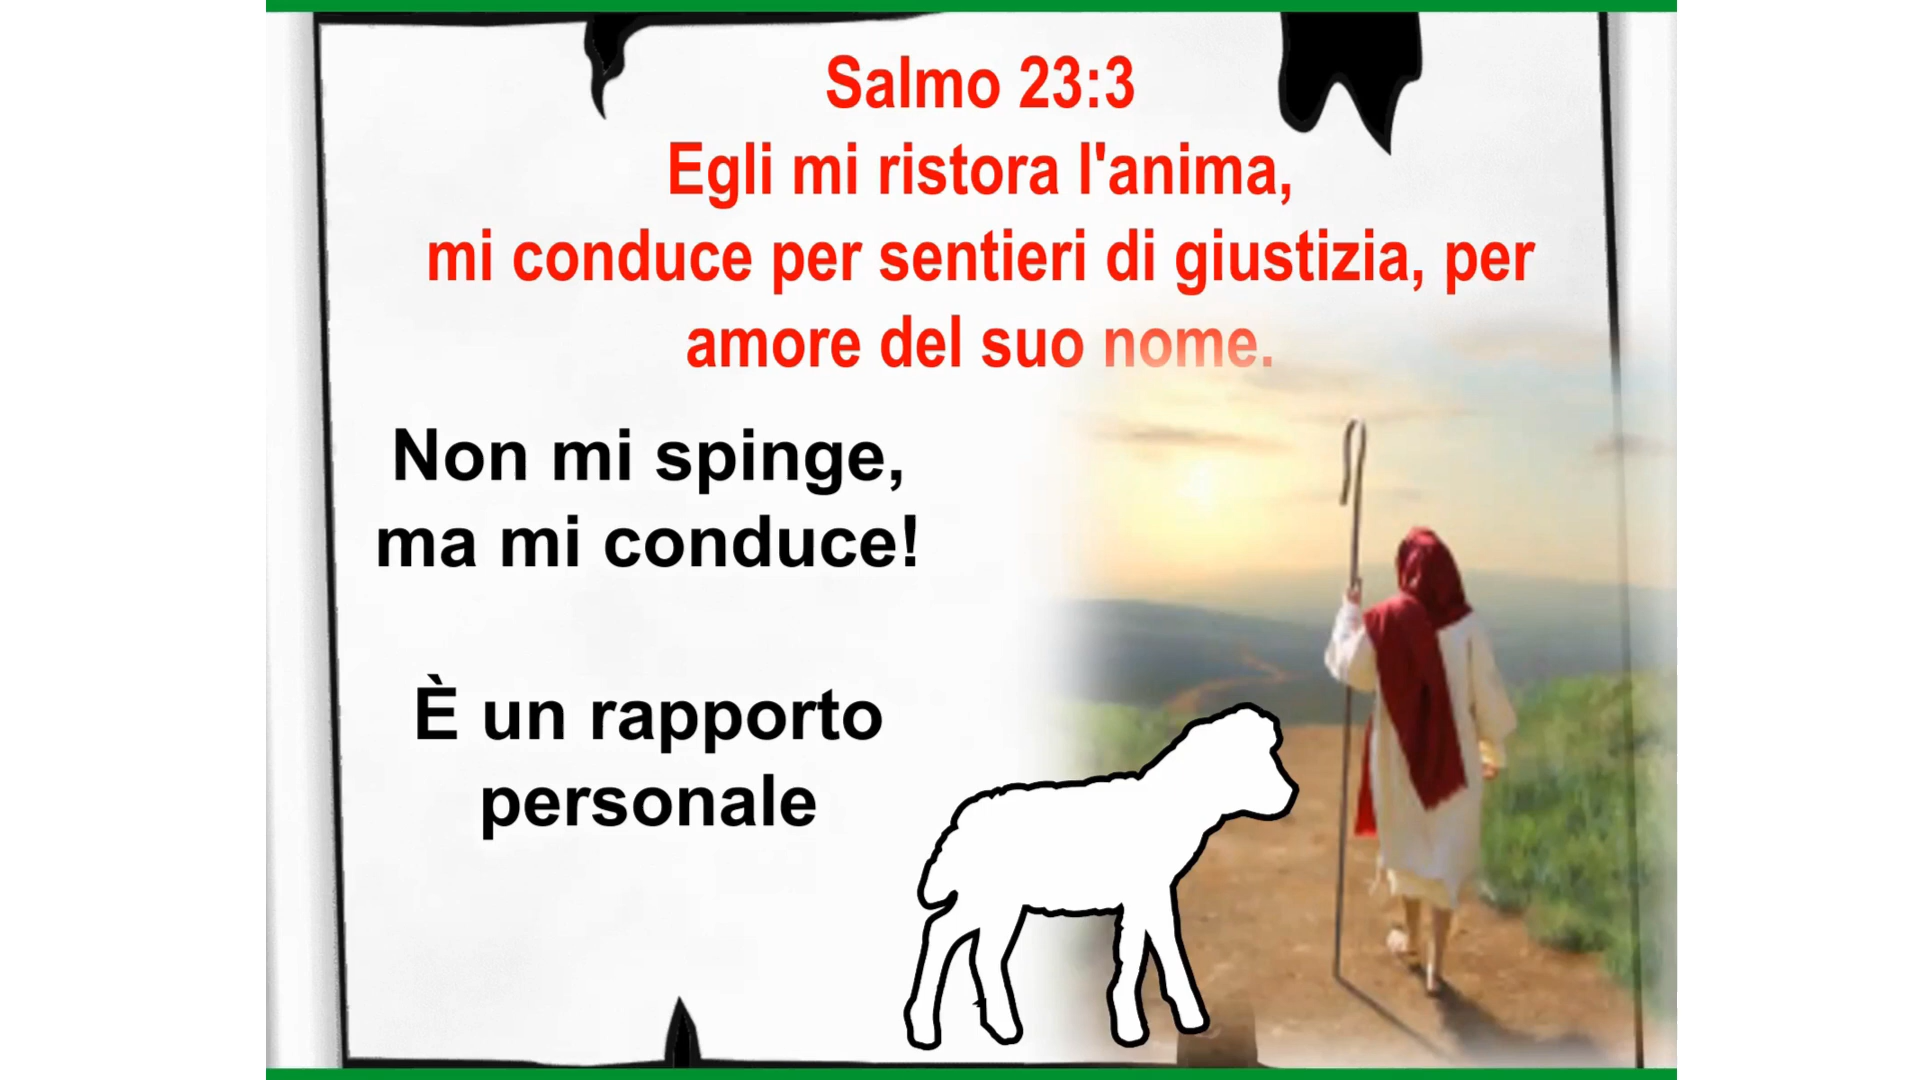 Salmo 23:3
Egli mi ristora l'anima,
mi conduce per sentieri di giustizia, per
amore del suo nome.
Non mi spinge,
ma mi conduce!
È un rapporto
personale